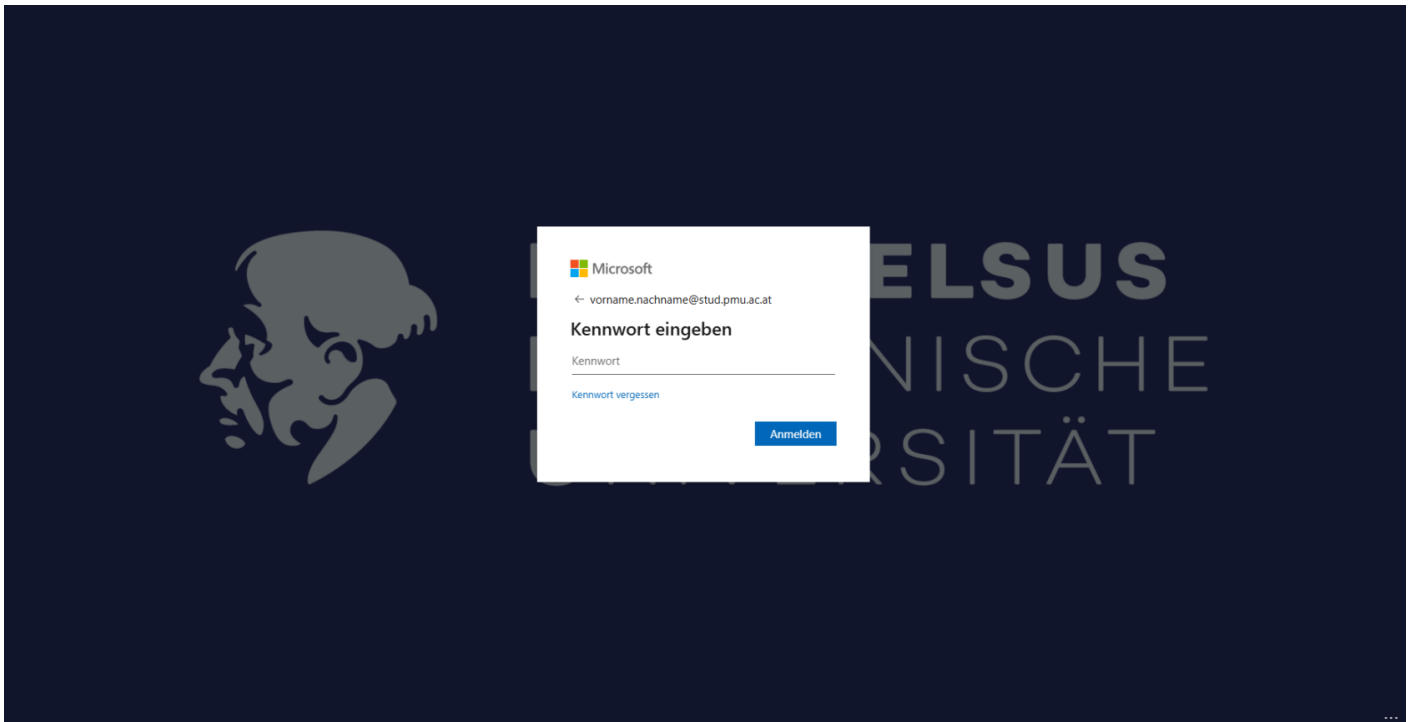 Microsoft
← vorname.nachname@stud.pmu.ac.at
Kennwort eingeben
Kennwort
Kennwort vergessen
Anmelden
ELSUS
NISCHE
RSITÄT